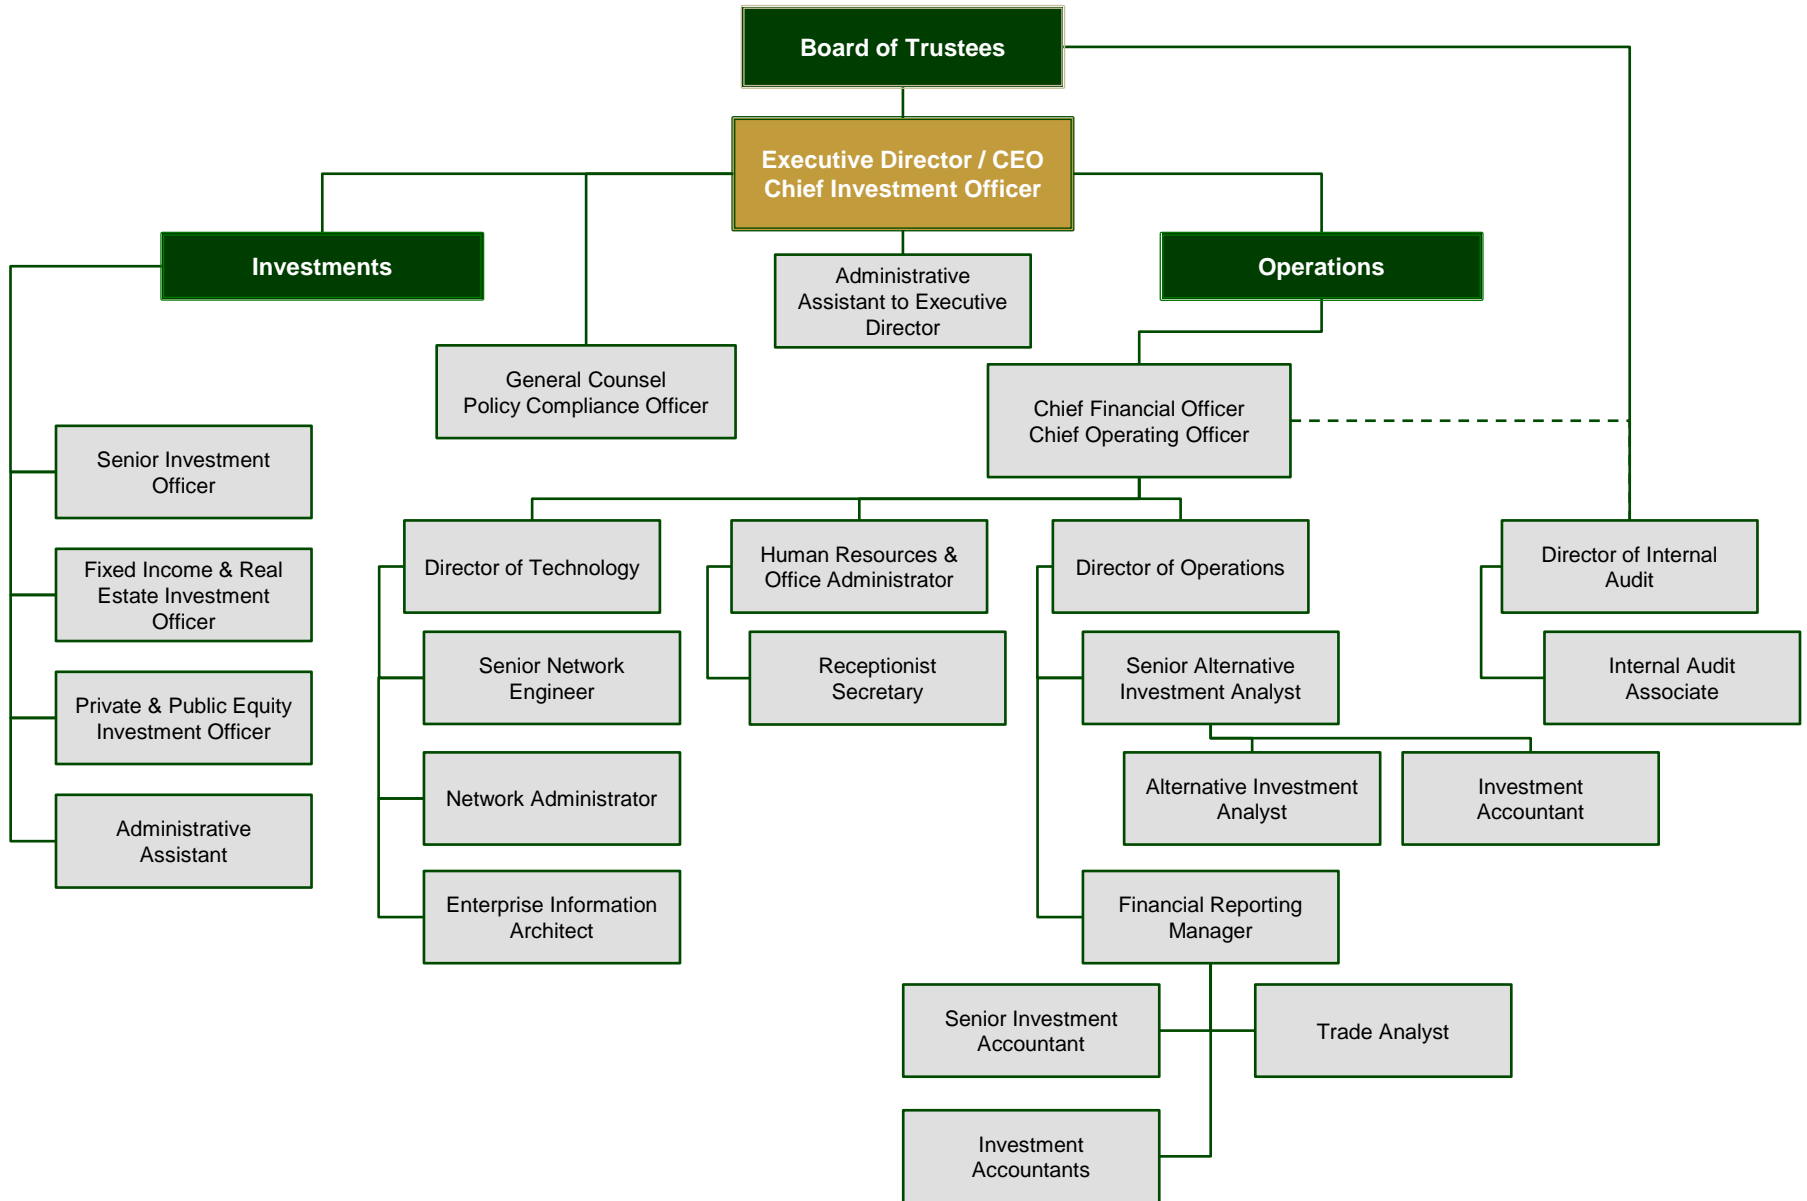 Board of Trustees
Executive Director / CEO
Chief Investment Officer
Investments
Operations
Administrative
Assistant to Executive
Director
General Counsel
Policy Compliance Officer
Chief Financial Officer
Chief Operating Officer
Senior Investment
Officer
Fixed Income & Real
Estate Investment
Officer
Private & Public Equity
Investment Officer
Administrative
Assistant
Director of Technology
Human Resources &
Office Administrator
Director of Operations
Director of Internal
Audit
Senior Network
Engineer
Receptionist
Secretary
Senior Alternative
Investment Analyst
Internal Audit
Associate
Network Administrator
Alternative Investment
Analyst
Investment
Accountant
Enterprise Information
Architect
Financial Reporting
Manager
Senior Investment
Accountant
Trade Analyst
Investment
Accountants